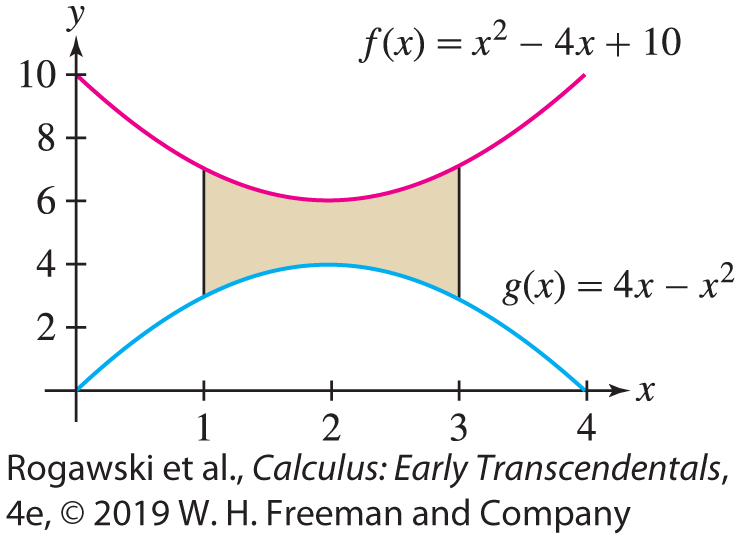 y
f(x) = x² − 4x + 10
10
8
6
4
g(x) = 4x − x²
2
x
1 2 3 4
Rogawski et al., Calculus: Early Transcendentals,
4e, © 2019 W. H. Freeman and Company